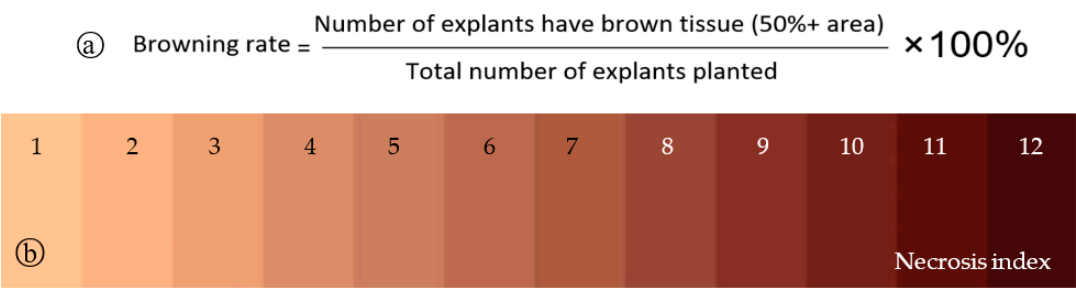 ⓐ Browning rate = Number of explants have brown tissue (50%+ area) ×100%
Total number of explants planted
1 2 3 4 5 6 7 8 9 10 11 12
ⓑ Necrosis index